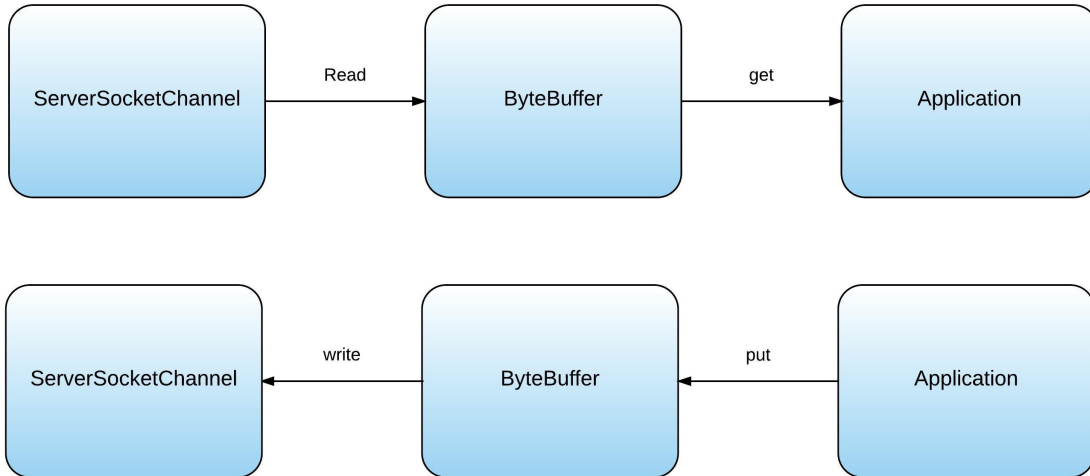 Read
get
ServerSocketChannel
ByteBuffer
Application
write
put
ServerSocketChannel
ByteBuffer
Application